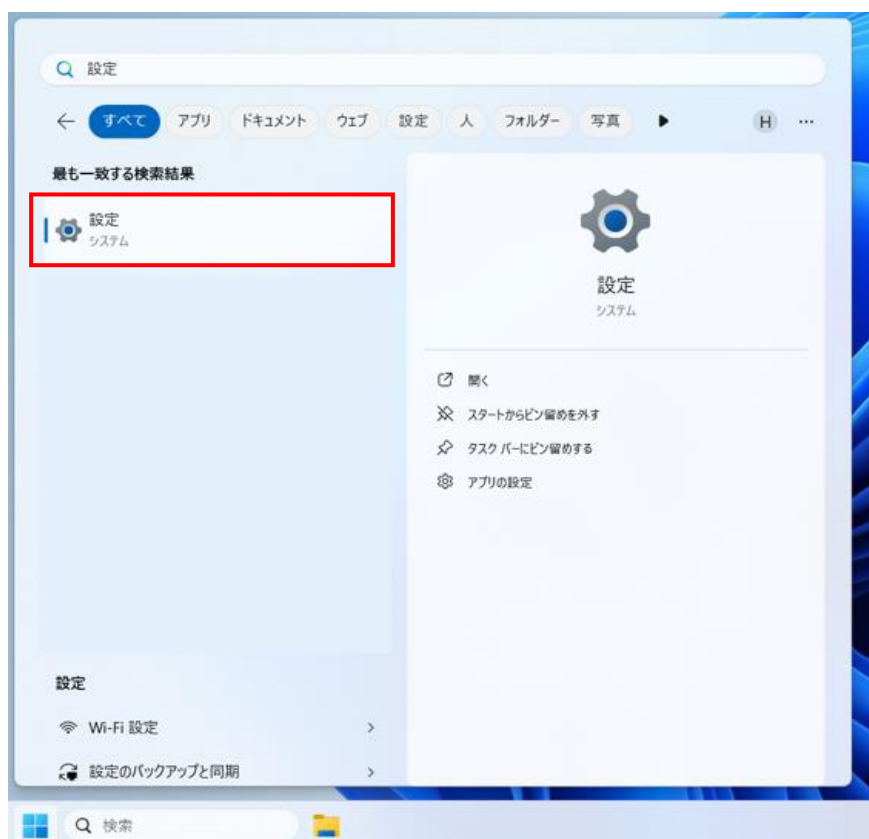 設定
すべて アプリ ドキュメント ウェブ 設定 人 フォルダー 写真 H ...
最も一致する検索結果
設定
システム
設定
システム
開く
スタートからピン留めを外す
タスク バーにピン留めする
アプリの設定
設定
Wi-Fi 設定
設定のバックアップと同期
検索